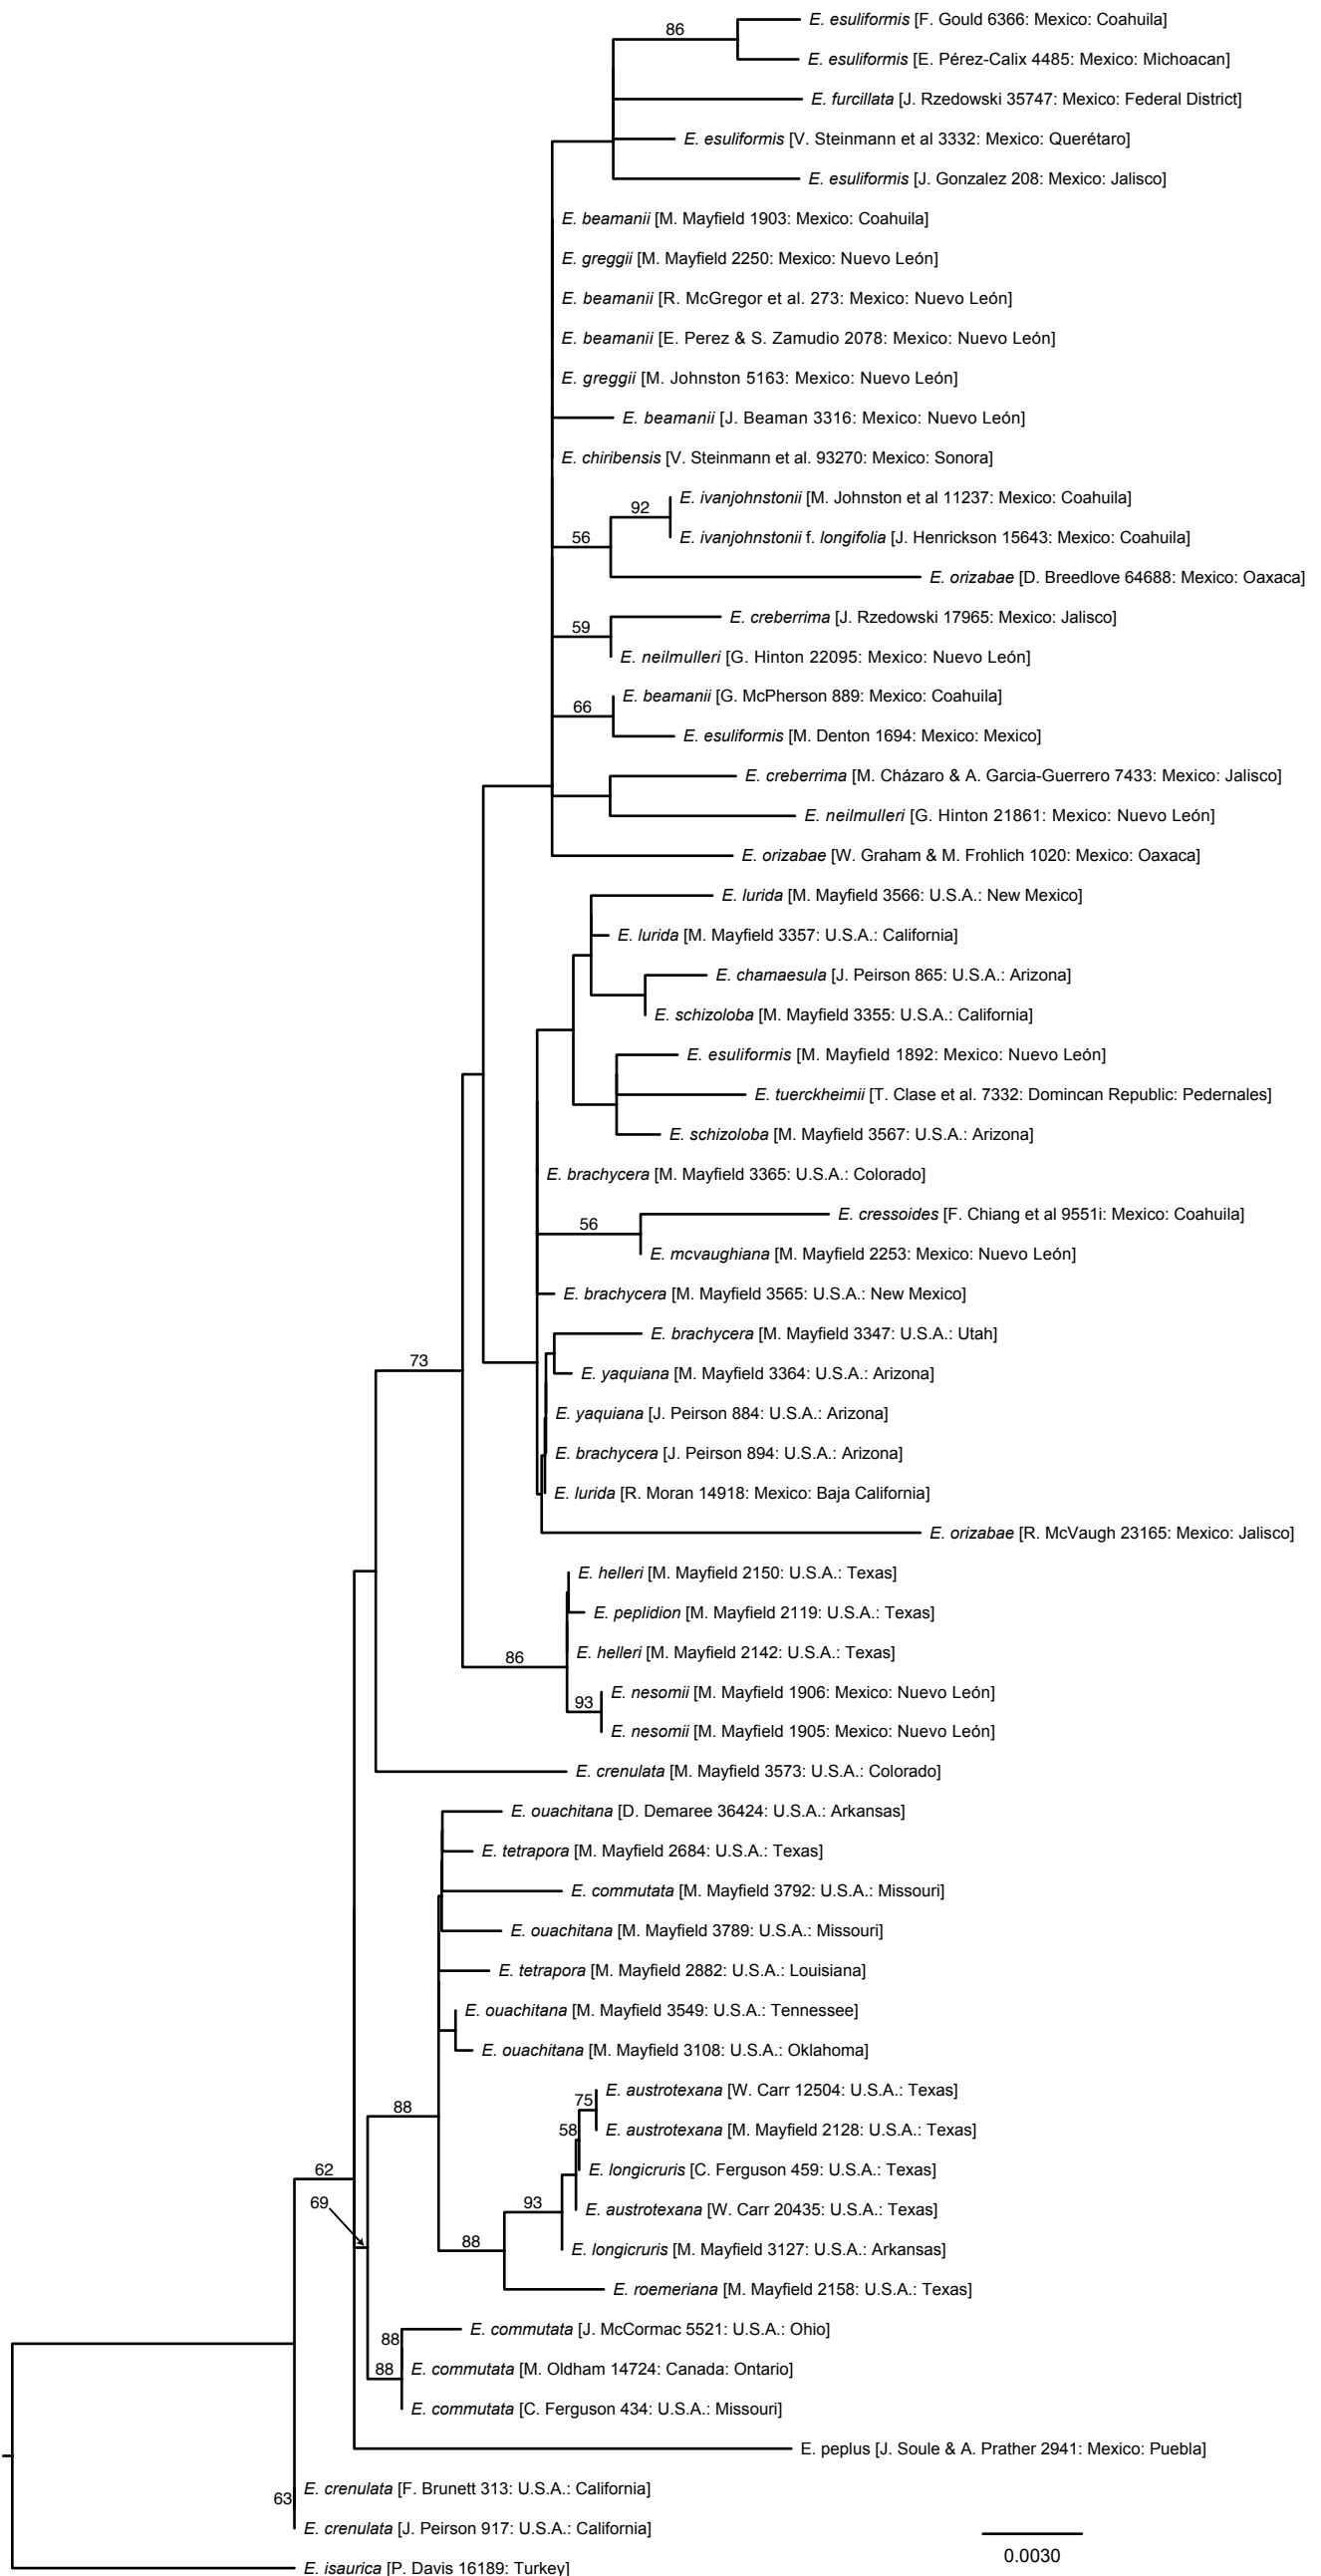 E. esuliformis [F. Gould 6366: Mexico: Coahuila]
86
E. esuliformis [E. Pérez-Calix 4485: Mexico: Michoacan]
E. furcillata [J. Rzedowski 35747: Mexico: Federal District]
E. esuliformis [V. Steinmann et al 3332: Mexico: Querétaro]
E. esuliformis [J. Gonzalez 208: Mexico: Jalisco]
E. beamanii [M. Mayfield 1903: Mexico: Coahuila]
E. greggii [M. Mayfield 2250: Mexico: Nuevo León]
E. beamanii [R. McGregor et al. 273: Mexico: Nuevo León]
E. beamanii [E. Perez & S. Zamudio 2078: Mexico: Nuevo León]
E. greggii [M. Johnston 5163: Mexico: Nuevo León]
E. beamanii [J. Beaman 3316: Mexico: Nuevo León]
E. chiribensis [V. Steinmann et al. 93270: Mexico: Sonora]
E. ivanjohnstonii [M. Johnston et al 11237: Mexico: Coahuila]
92
E. ivanjohnstonii f. longifolia [J. Henrickson 15643: Mexico: Coahuila]
56
E. orizabae [D. Breedlove 64688: Mexico: Oaxaca]
E. creberrima [J. Rzedowski 17965: Mexico: Jalisco]
59
E. neilmulleri [G. Hinton 22095: Mexico: Nuevo León]
E. beamanii [G. McPherson 889: Mexico: Coahuila]
66
E. esuliformis [M. Denton 1694: Mexico: Mexico]
E. creberrima [M. Cházaro & A. Garcia-Guerrero 7433: Mexico: Jalisco]
E. neilmulleri [G. Hinton 21861: Mexico: Nuevo León]
E. orizabae [W. Graham & M. Frohlich 1020: Mexico: Oaxaca]
E. lurida [M. Mayfield 3566: U.S.A.: New Mexico]
E. lurida [M. Mayfield 3357: U.S.A.: California]
E. chamaesula [J. Peirson 865: U.S.A.: Arizona]
E. schizoloba [M. Mayfield 3355: U.S.A.: California]
E. esuliformis [M. Mayfield 1892: Mexico: Nuevo León]
E. tuerckheimii [T. Clase et al. 7332: Domincan Republic: Pedernales]
E. schizoloba [M. Mayfield 3567: U.S.A.: Arizona]
E. brachycera [M. Mayfield 3365: U.S.A.: Colorado]
E. cressoides [F. Chiang et al 9551i: Mexico: Coahuila]
56
E. mcvaughiana [M. Mayfield 2253: Mexico: Nuevo León]
E. brachycera [M. Mayfield 3565: U.S.A.: New Mexico]
E. brachycera [M. Mayfield 3347: U.S.A.: Utah]
73
E. yaquiana [M. Mayfield 3364: U.S.A.: Arizona]
E. yaquiana [J. Peirson 884: U.S.A.: Arizona]
E. brachycera [J. Peirson 894: U.S.A.: Arizona]
E. lurida [R. Moran 14918: Mexico: Baja California]
E. orizabae [R. McVaugh 23165: Mexico: Jalisco]
E. helleri [M. Mayfield 2150: U.S.A.: Texas]
E. peplidion [M. Mayfield 2119: U.S.A.: Texas]
E. helleri [M. Mayfield 2142: U.S.A.: Texas]
86
E. nesomii [M. Mayfield 1906: Mexico: Nuevo León]
93
E. nesomii [M. Mayfield 1905: Mexico: Nuevo León]
E. crenulata [M. Mayfield 3573: U.S.A.: Colorado]
E. ouachitana [D. Demaree 36424: U.S.A.: Arkansas]
E. tetrapora [M. Mayfield 2684: U.S.A.: Texas]
E. commutata [M. Mayfield 3792: U.S.A.: Missouri]
E. ouachitana [M. Mayfield 3789: U.S.A.: Missouri]
E. tetrapora [M. Mayfield 2882: U.S.A.: Louisiana]
E. ouachitana [M. Mayfield 3549: U.S.A.: Tennessee]
E. ouachitana [M. Mayfield 3108: U.S.A.: Oklahoma]
E. austrotexana [W. Carr 12504: U.S.A.: Texas]
75
88
E. austrotexana [M. Mayfield 2128: U.S.A.: Texas]
58
E. longicruris [C. Ferguson 459: U.S.A.: Texas]
62
E. austrotexana [W. Carr 20435: U.S.A.: Texas]
69
93
E. longicruris [M. Mayfield 3127: U.S.A.: Arkansas]
88
E. roemeriana [M. Mayfield 2158: U.S.A.: Texas]
E. commutata [J. McCormac 5521: U.S.A.: Ohio]
88
E. commutata [M. Oldham 14724: Canada: Ontario]
88
E. commutata [C. Ferguson 434: U.S.A.: Missouri]
E. peplus [J. Soule & A. Prather 2941: Mexico: Puebla]
E. crenulata [F. Brunett 313: U.S.A.: California]
63
E. crenulata [J. Peirson 917: U.S.A.: California]
0.0030
E. isaurica [P. Davis 16189: Turkey]